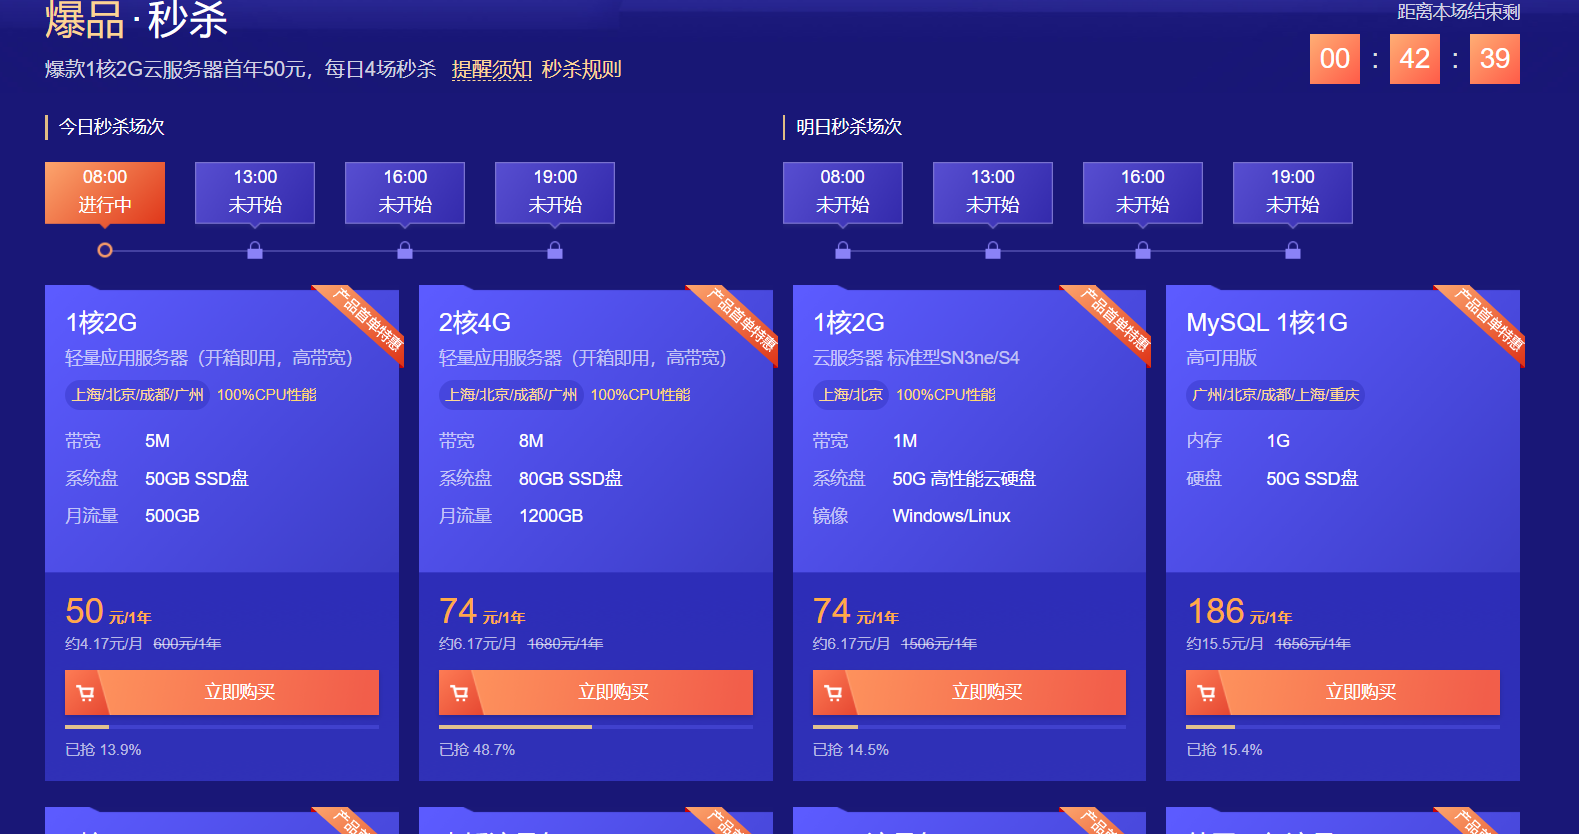 爆品·秒杀
距离本场结束剩
00 : 42 : 39
爆款1核2G云服务器首年50元，每日4场秒杀 提醒须知 秒杀规则
今日秒杀场次
08:00
进行中
13:00
未开始
16:00
未开始
19:00
未开始
明日秒杀场次
08:00
未开始
13:00
未开始
16:00
未开始
19:00
未开始
产品首单特惠
1核2G
轻量应用服务器（开箱即用，高带宽）
上海/北京/成都/广州 100%CPU性能
带宽 5M
系统盘 50GB SSD盘
月流量 500GB
50 元/1年
约4.17元/月 600元/1年
立即购买
已抢 13.9%
产品首单特惠
2核4G
轻量应用服务器（开箱即用，高带宽）
上海/北京/成都/广州 100%CPU性能
带宽 8M
系统盘 80GB SSD盘
月流量 1200GB
74 元/1年
约6.17元/月 1680元/1年
立即购买
已抢 48.7%
产品首单特惠
1核2G
云服务器 标准型SN3ne/S4
上海/北京 100%CPU性能
带宽 1M
系统盘 50G 高性能云硬盘
镜像 Windows/Linux
74 元/1年
约6.17元/月 1506元/1年
立即购买
已抢 14.5%
产品首单特惠
MySQL 1核1G
高可用版
广州/北京/成都/上海/重庆
内存 1G
硬盘 50G SSD盘
186 元/1年
约15.5元/月 1656元/1年
立即购买
已抢 15.4%